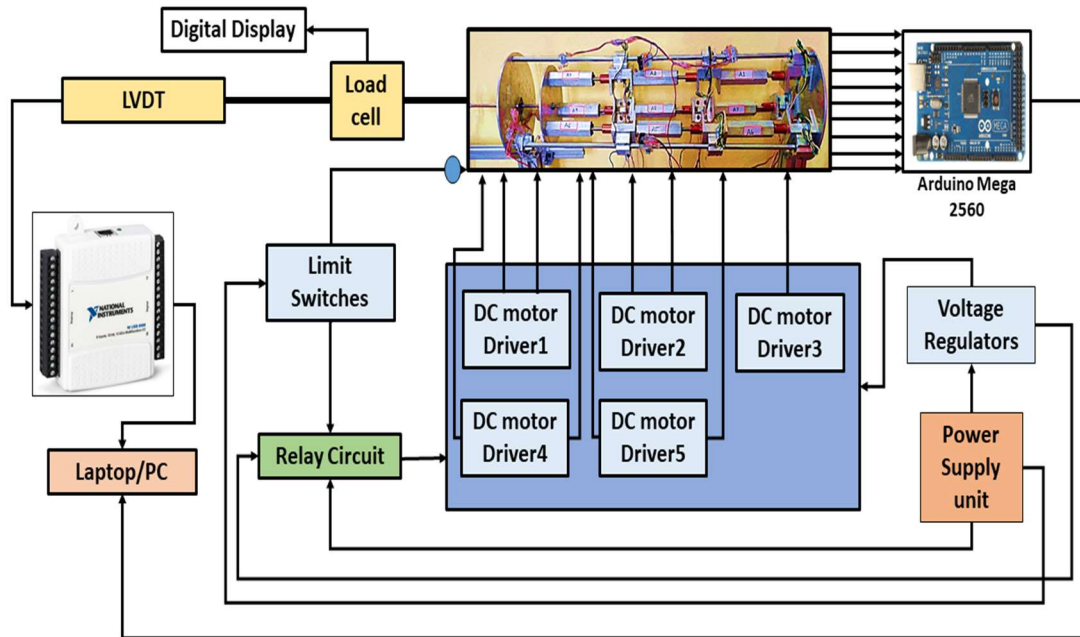 Digital Display
LVDT
Load
cell
Arduino Mega
2560
NATIONAL
INSTRUMENTS
Limit
Switches
DC motor
Driver1
DC motor
Driver2
DC motor
Driver3
Voltage
Regulators
DC motor
Driver4
DC motor
Driver5
Relay Circuit
Laptop/PC
Power
Supply
unit